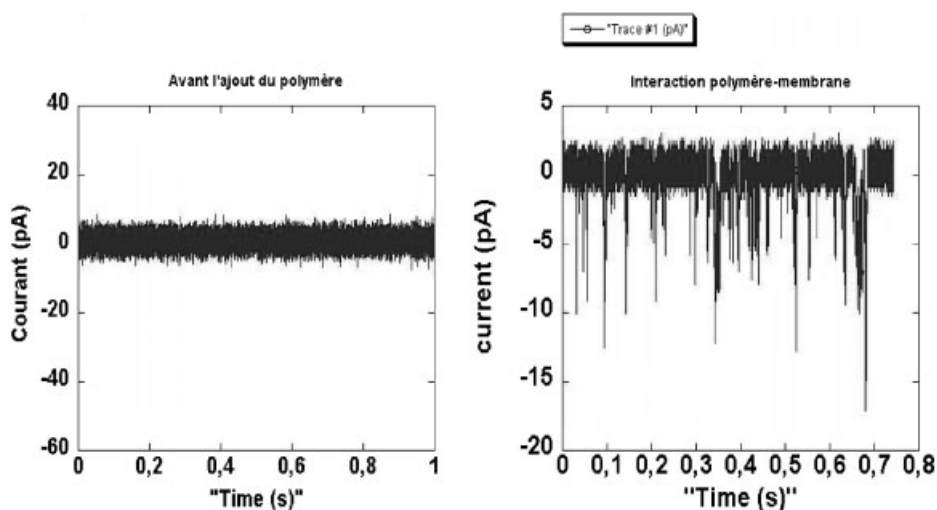 "Trace #1 (pA)"
Avant l'ajout du polymère
40
20
0
-20
-40
-60
Courant (pA)
0 0,2 0,4 0,6 0,8 1
"Time (s)"
Interaction polymère-membrane
5
0
-5
-10
-15
-20
current (pA)
0 0,1 0,2 0,3 0,4 0,5 0,6 0,7 0,8
"Time (s)"